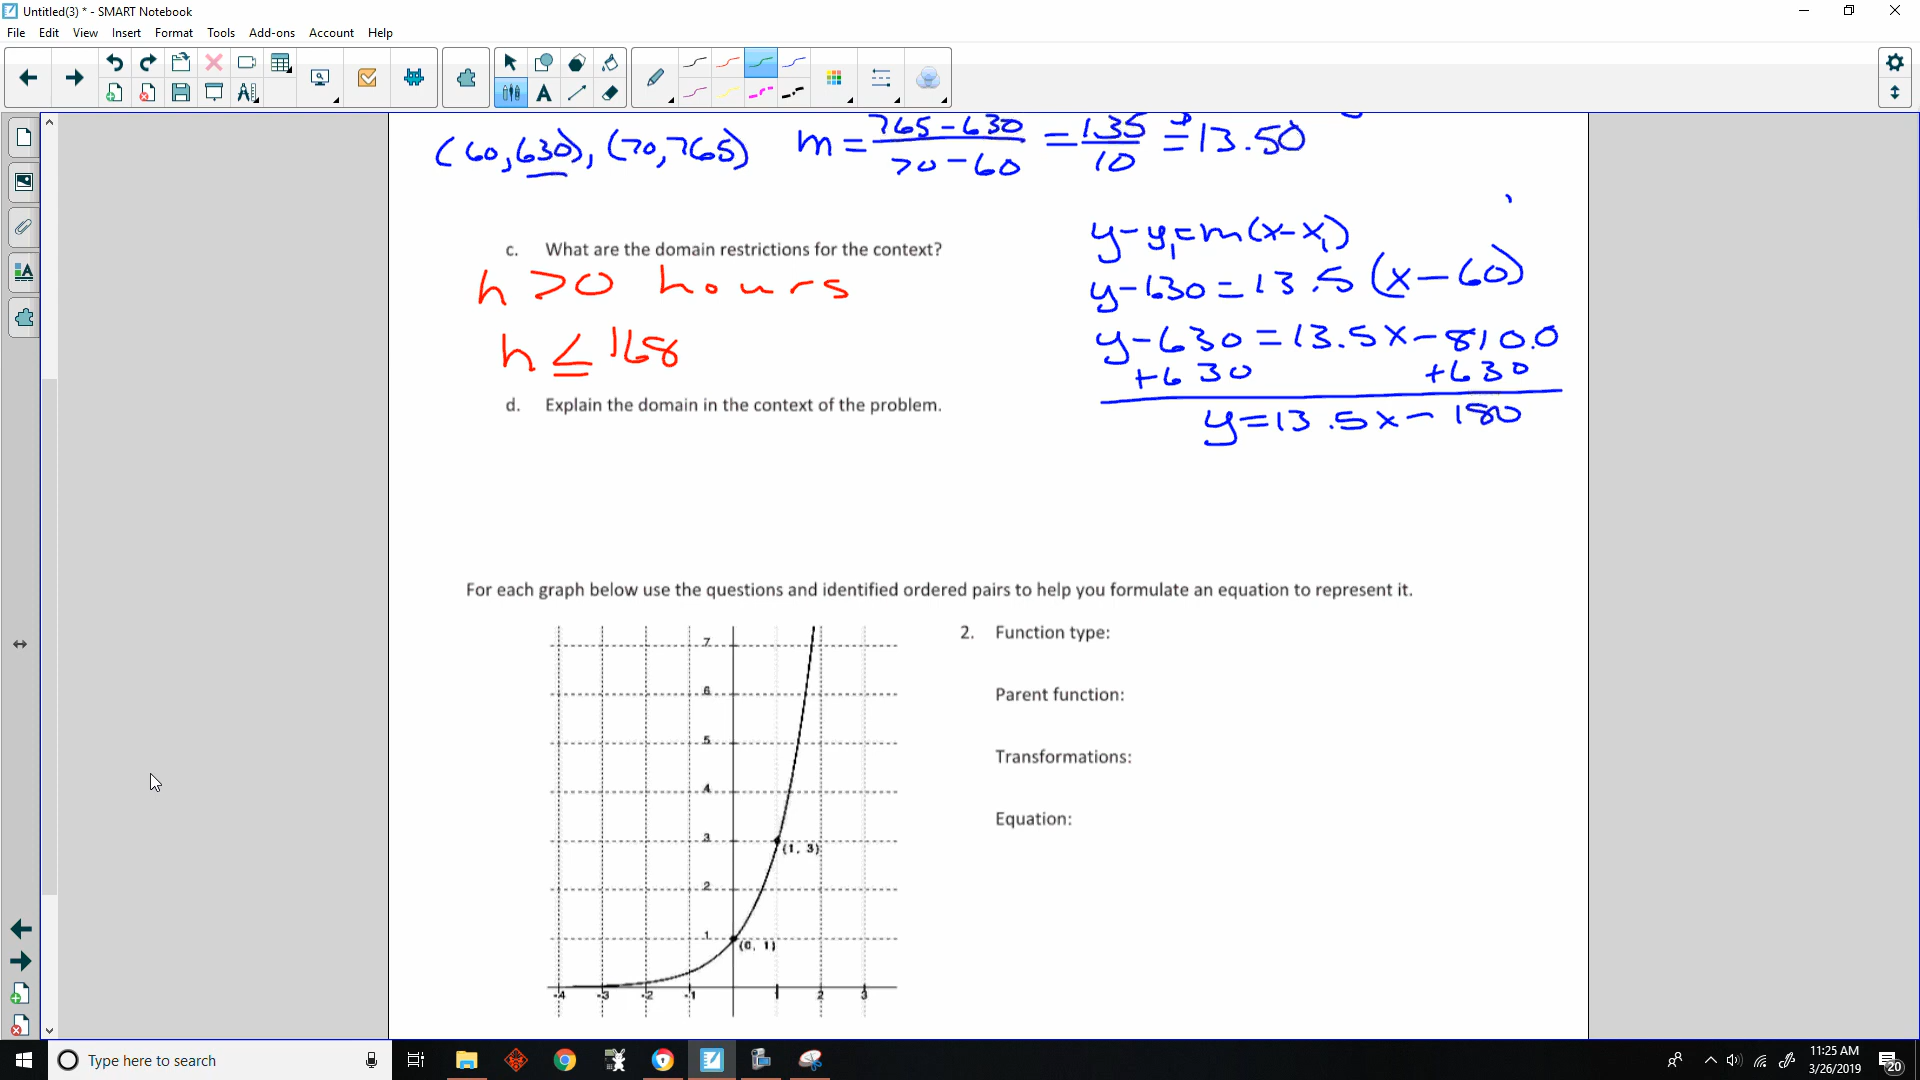 Untitled(3) * - SMART Notebook
File Edit View Insert Format Tools Add-ons Account Help
(60,630), (70,765) m = 765-630 / 70-60 = 135 / 10 = 13.50
c. What are the domain restrictions for the context?
h > 0 hours
h ≤ 168
y-y₁=m(x-x₁)
y-630=13.5(x-60)
y-630=13.5x-810.0
+630 +630
y=13.5x-180
d. Explain the domain in the context of the problem.
For each graph below use the questions and identified ordered pairs to help you formulate an equation to represent it.
2. Function type:
Parent function:
Transformations:
Equation:
7
6
5
4
3
(1, 3)
2
1
(0, 1)
-4 -3 -2 -1 1 2 3
Type here to search
11:25 AM
3/26/2019
20